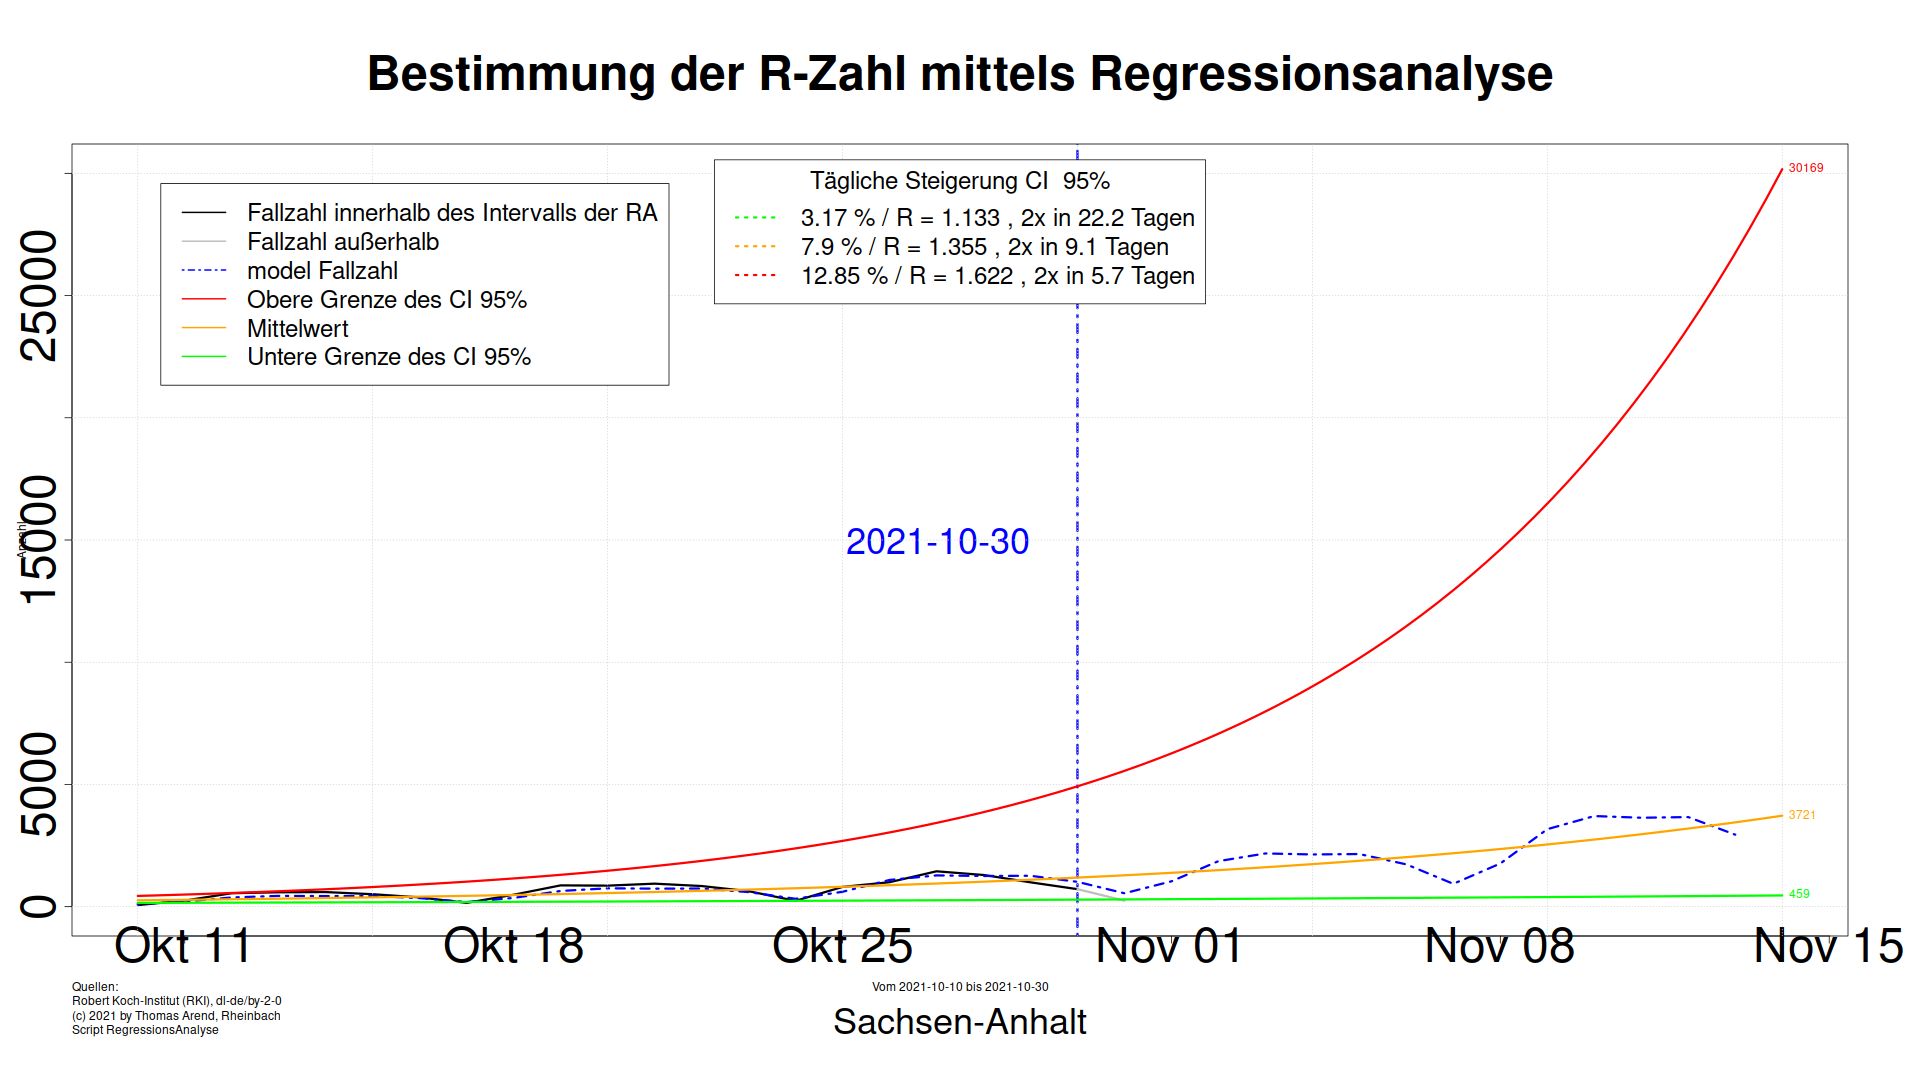 Bestimmung der R-Zahl mittels Regressionsanalyse
Fallzahl innerhalb des Intervalls der RA
Fallzahl außerhalb
model Fallzahl
Obere Grenze des CI 95%
Mittelwert
Untere Grenze des CI 95%
Tägliche Steigerung CI  95%
3.17 % / R = 1.133 , 2x in 22.2 Tagen
7.9 % / R = 1.355 , 2x in 9.1 Tagen
12.85 % / R = 1.622 , 2x in 5.7 Tagen
30169
25000
15000
5000
0
Anzahl
2021-10-30
3721
459
Okt 11
Okt 18
Okt 25
Nov 01
Nov 08
Nov 15
Quellen:
Robert Koch-Institut (RKI), dl-de/by-2-0
(c) 2021 by Thomas Arend, Rheinbach
Script RegressionsAnalyse
Vom 2021-10-10 bis 2021-10-30
Sachsen-Anhalt